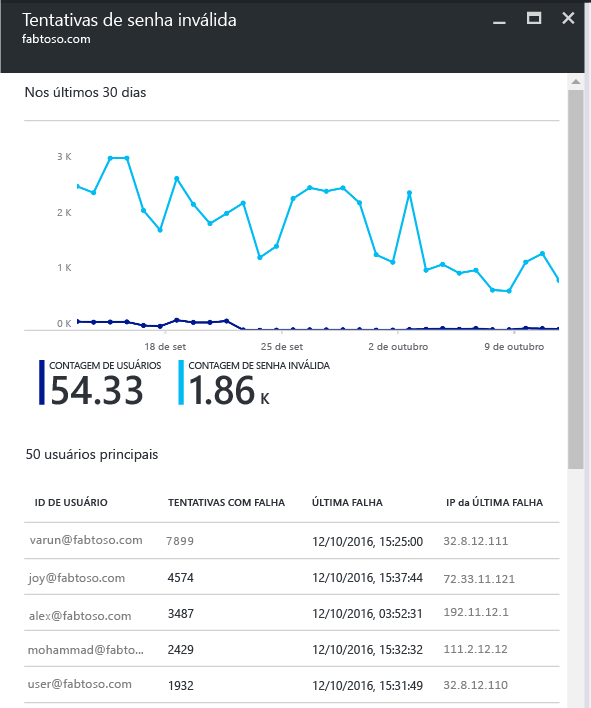 Tentativas de senha inválida
fabtoso.com
Nos últimos 30 dias
3 K
2 K
1 K
0 K
18 de set 25 de set 2 de outubro 9 de outubro
CONTAGEM DE USUÁRIOS CONTAGEM DE SENHA INVÁLIDA
54.33 1.86 K
50 usuários principais
ID DE USUÁRIO TENTATIVAS COM FALHA ÚLTIMA FALHA IP da ÚLTIMA FALHA
varun@fabtoso.com 7899 12/10/2016, 15:25:00 32.8.12.111
joy@fabtoso.com 4574 12/10/2016, 15:37:44 72.33.11.121
alex@fabtoso.com 3487 12/10/2016, 03:52:31 192.11.12.1
mohammad@fabto... 2429 12/10/2016, 15:32:32 111.2.12.12
user@fabtoso.com 1932 12/10/2016, 15:31:49 32.8.12.110